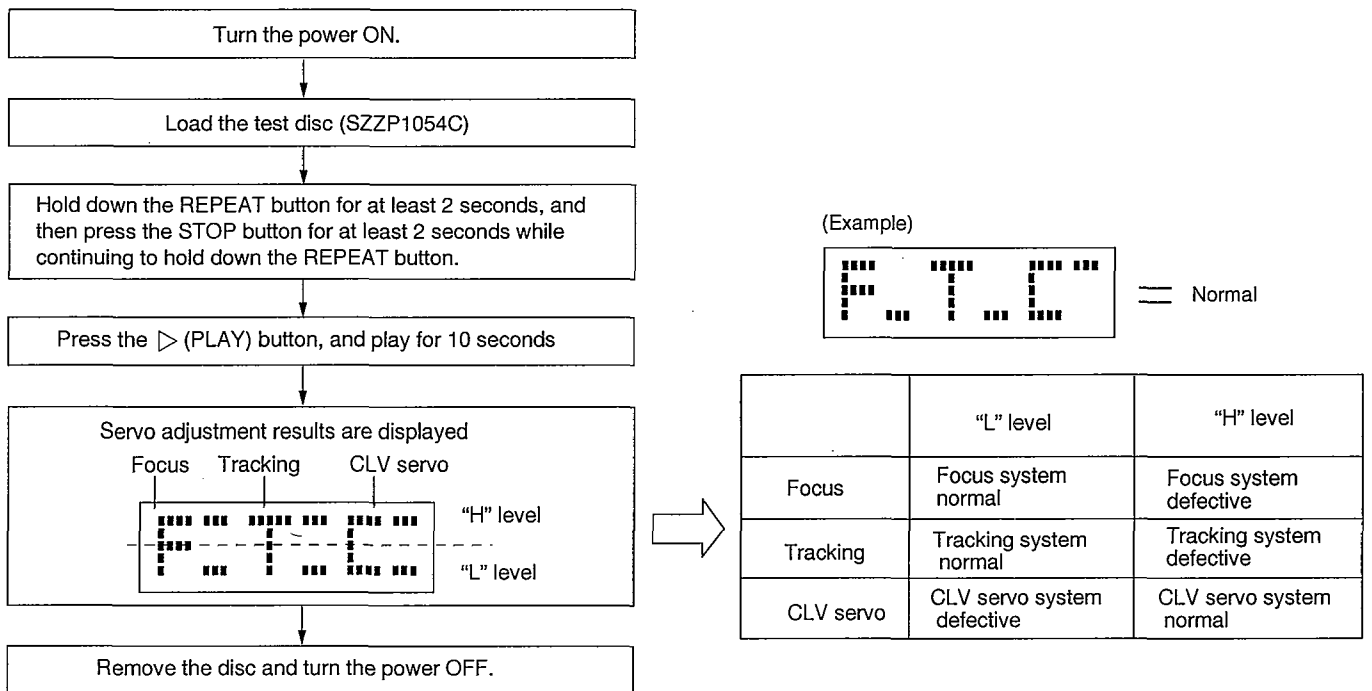 Turn the power ON.
Load the test disc (SZZP1054C)
Hold down the REPEAT button for at least 2 seconds, and
then press the STOP button for at least 2 seconds while
continuing to hold down the REPEAT button.
Press the ▷ (PLAY) button, and play for 10 seconds
Servo adjustment results are displayed
Focus Tracking CLV servo
F T C
"H" level
"L" level
Remove the disc and turn the power OFF.
(Example)
F T C
Normal
"L" level "H" level
Focus
Focus system
normal
Focus system
defective
Tracking
Tracking system
normal
Tracking system
defective
CLV servo
CLV servo system
defective
CLV servo system
normal